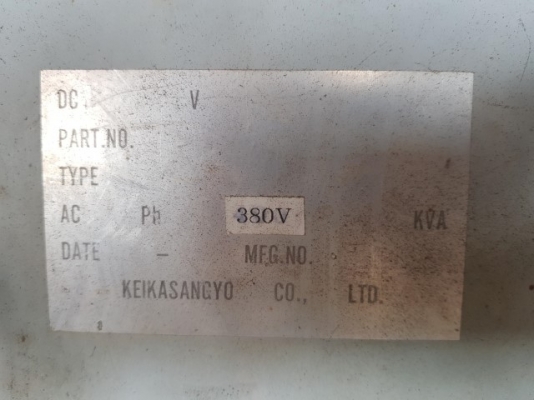 DC V
PART.NO.
TYPE
AC Ph 380V KVA
DATE – MFG.NO.
KEIKASANGYO CO., LTD.